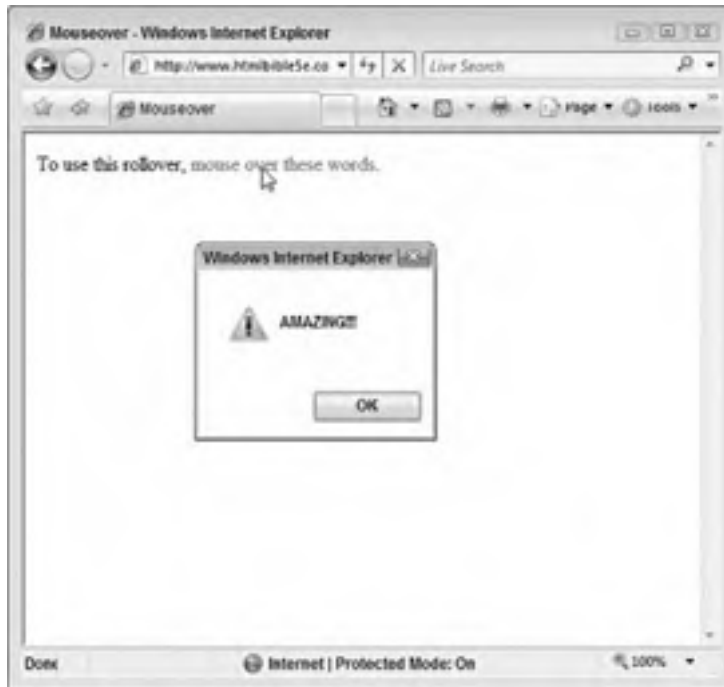 Mouseover - Windows Internet Explorer
http://www.htmlbible5e.co
Live Search
Mouseover
Page
Tools
To use this rollover, mouse over these words.
Windows Internet Explorer
AMAZING!!!
OK
Done
Internet | Protected Mode: On
100%